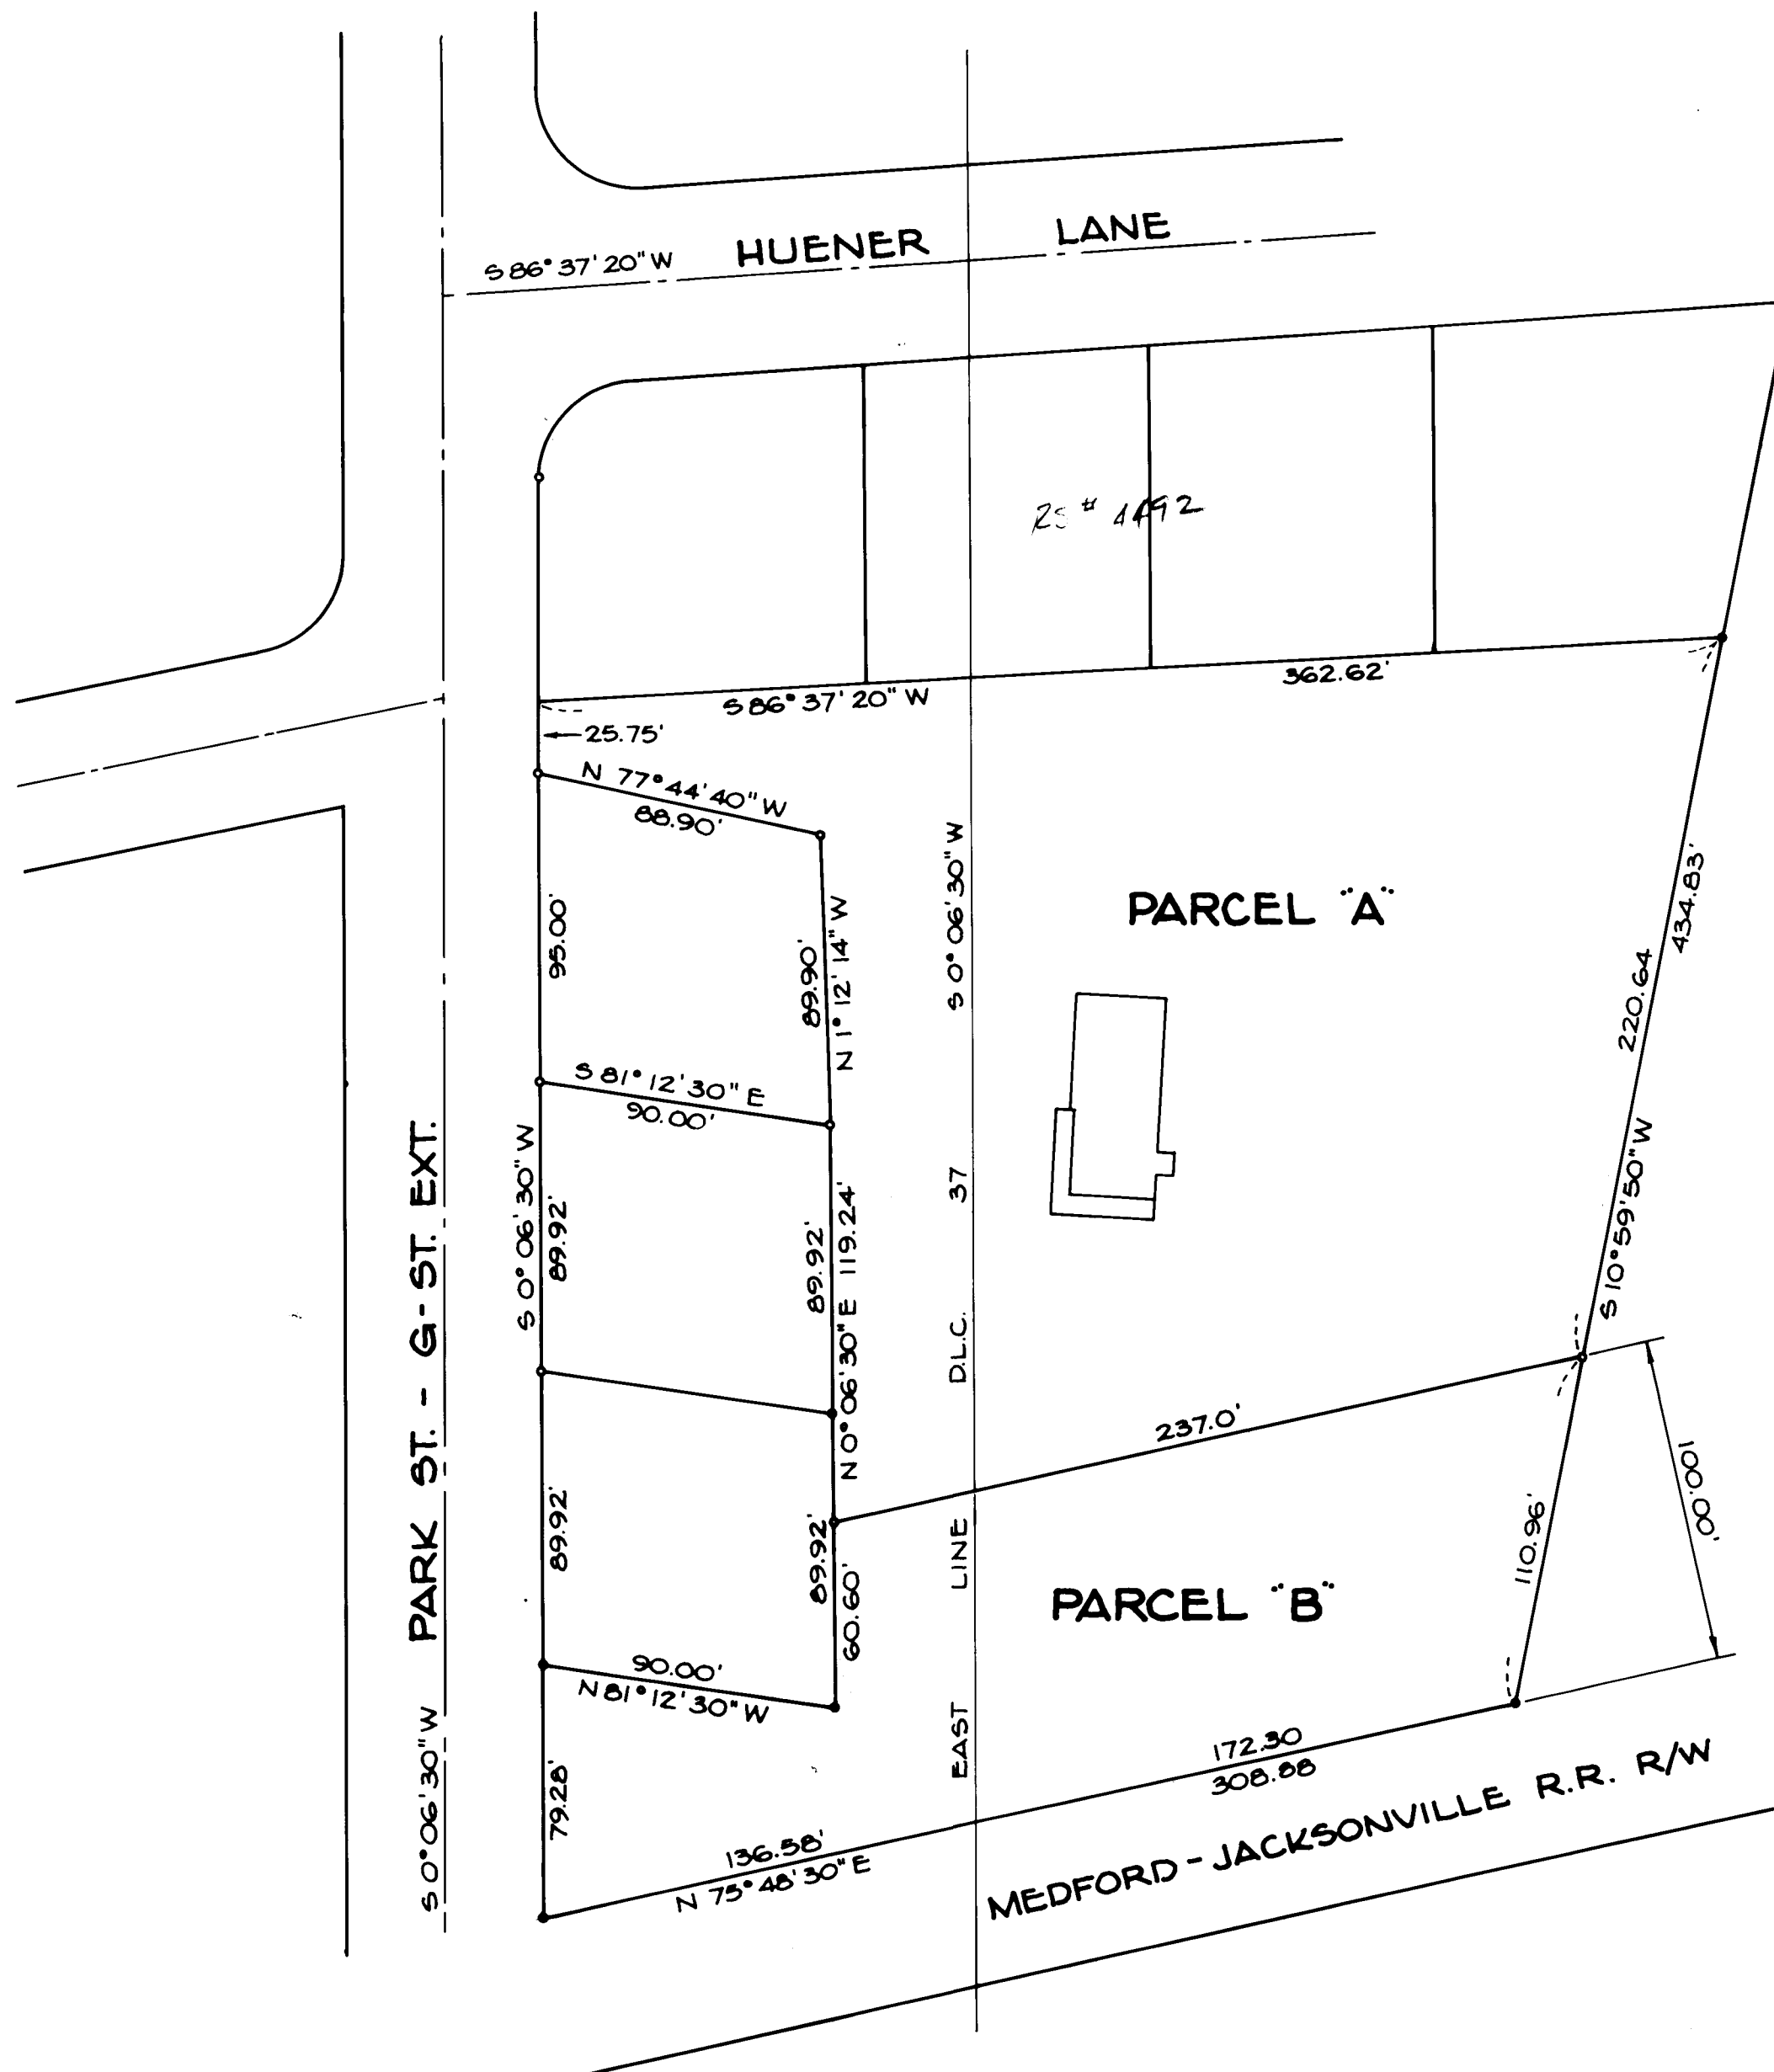 S 86° 37' 20" W
HUENER LANE
RS # 4492
S 86° 37' 20" W
362.62'
25.75'
N 77° 44' 40" W
88.90'
95.00'
89.90'
N 1° 12' 14" W
S 0° 06' 30" W
PARCEL "A"
434.83'
220.64
S 10° 59' 50" W
S 81° 12' 30" E
90.00'
S 0° 06' 30" W
89.92'
89.92'
N 0° 06' 30" E 119.24'
PARK ST. - G - ST. EXT.
S 0° 06' 30" W
EAST LINE D.L.C. 37
237.0'
100.00'
110.96'
89.92'
89.92'
60.60'
PARCEL "B"
90.00'
N 81° 12' 30" W
79.28'
172.30
308.88
136.58'
N 75° 48' 30" E
MEDFORD - JACKSONVILLE R.R. R/W